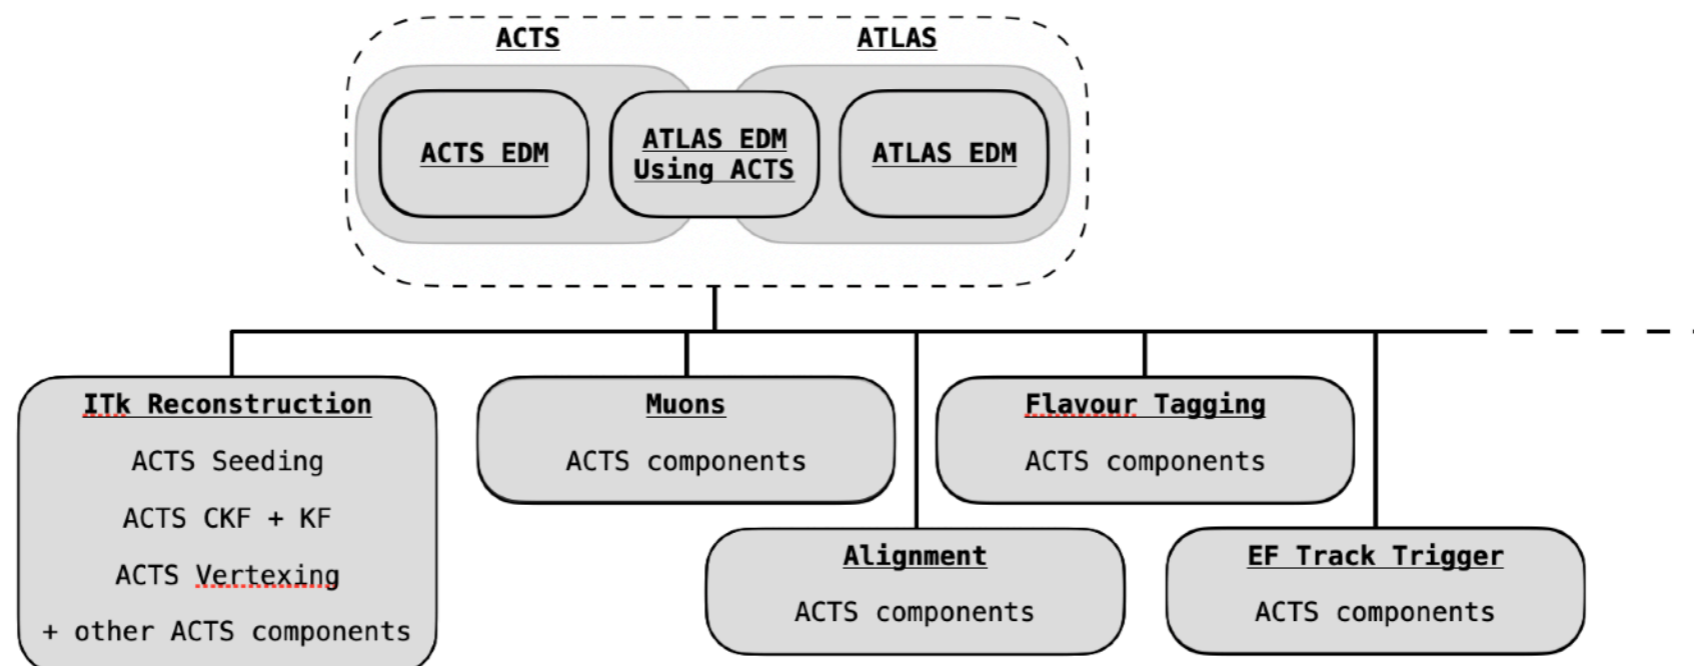 ACTS
ATLAS
ACTS EDM
ATLAS EDM
Using ACTS
ATLAS EDM
ITk Reconstruction
ACTS Seeding
ACTS CKF + KF
ACTS Vertexing
+ other ACTS components
Muons
ACTS components
Flavour Tagging
ACTS components
Alignment
ACTS components
EF Track Trigger
ACTS components